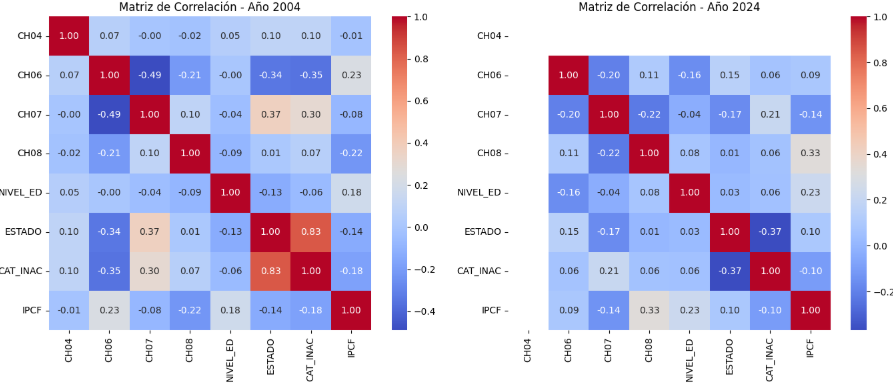 Matriz de Correlación - Año 2004
CH04 1.00 0.07 -0.00 -0.02 0.05 0.10 0.10 -0.01
CH06 0.07 1.00 -0.49 -0.21 -0.00 -0.34 -0.35 0.23
CH07 -0.00 -0.49 1.00 0.10 -0.04 0.37 0.30 -0.08
CH08 -0.02 -0.21 0.10 1.00 -0.09 0.01 0.07 -0.22
NIVEL_ED 0.05 -0.00 -0.04 -0.09 1.00 -0.13 -0.06 0.18
ESTADO 0.10 -0.34 0.37 0.01 -0.13 1.00 0.83 -0.14
CAT_INAC 0.10 -0.35 0.30 0.07 -0.06 0.83 1.00 -0.18
IPCF -0.01 0.23 -0.08 -0.22 0.18 -0.14 -0.18 1.00
CH04 CH06 CH07 CH08 NIVEL_ED ESTADO CAT_INAC IPCF
1.0
0.8
0.6
0.4
0.2
0.0
−0.2
−0.4
Matriz de Correlación - Año 2024
CH04
CH06 1.00 -0.20 0.11 -0.16 0.15 0.06 0.09
CH07 -0.20 1.00 -0.22 -0.04 -0.17 0.21 -0.14
CH08 0.11 -0.22 1.00 0.08 0.01 0.06 0.33
NIVEL_ED -0.16 -0.04 0.08 1.00 0.03 0.06 0.23
ESTADO 0.15 -0.17 0.01 0.03 1.00 -0.37 0.10
CAT_INAC 0.06 0.21 0.06 0.06 -0.37 1.00 -0.10
IPCF 0.09 -0.14 0.33 0.23 0.10 -0.10 1.00
CH04 CH06 CH07 CH08 NIVEL_ED ESTADO CAT_INAC IPCF
1.0
0.8
0.6
0.4
0.2
0.0
−0.2